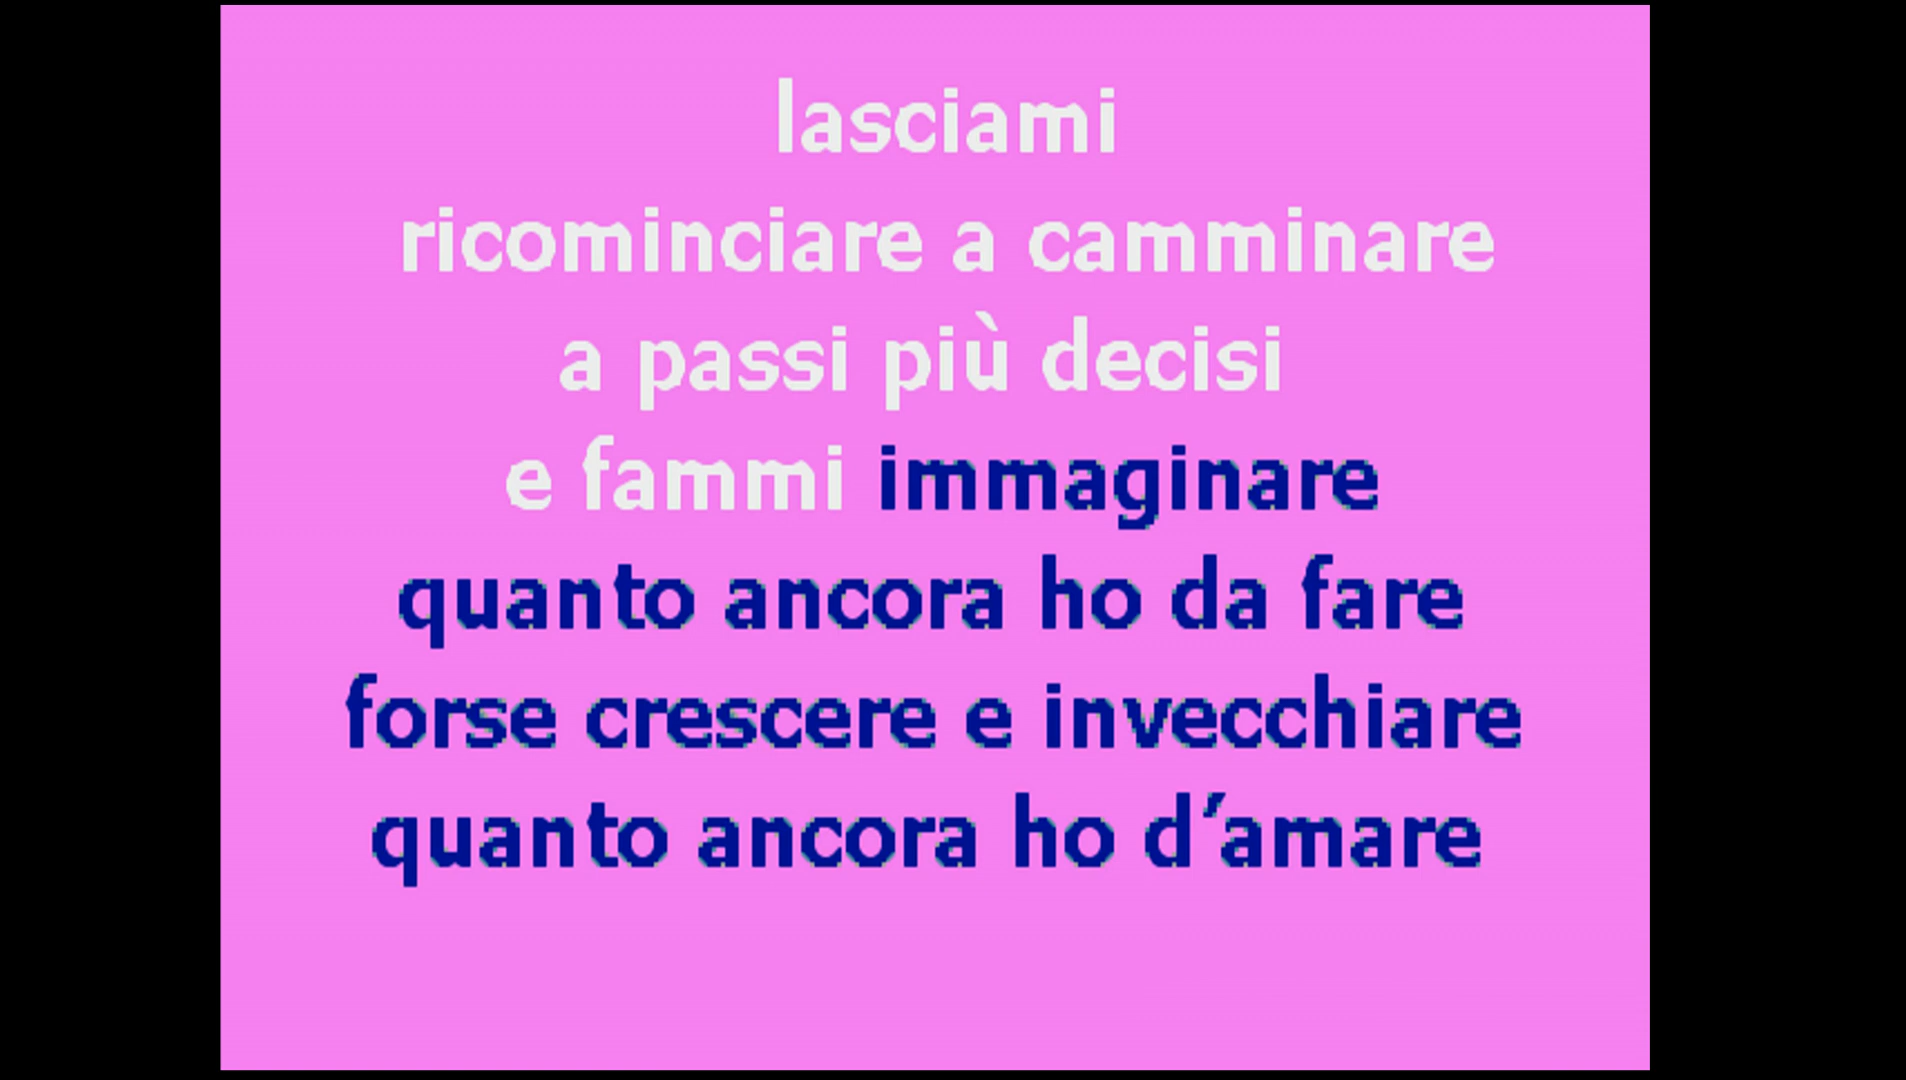 lasciami
ricominciare a camminare
a passi più decisi
e fammi immaginare
quanto ancora ho da fare
forse crescere e invecchiare
quanto ancora ho d’amare